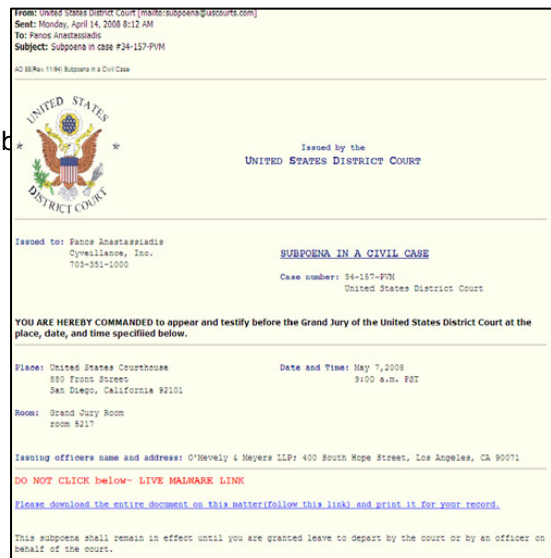 From: United States District Court [mailto:subpoena@uscourts.com]
Sent: Monday, April 14, 2008 8:12 AM
To: Panos Anastassiadis
Subject: Subpoena in case #34-157-PVM
AO 88(Rev. 11/94) Subpoena in a Civil Case
b
UNITED STATES
DISTRICT COURT
Issued by the
UNITED STATES DISTRICT COURT
Issued to: Panos Anastassiadis
Cyveillance, Inc.
703-351-1000
SUBPOENA IN A CIVIL CASE
Case number: 34-157-PVM
United States District Court
YOU ARE HEREBY COMMANDED to appear and testify before the Grand Jury of the United States District Court at the
place, date, and time specifiied below.
Place: United States Courthouse
880 Front Street
San Diego, California 92101
Date and Time: May 7,2008
9:00 a.m. PST
Room: Grand Jury Room
room 5217
Issuing officers name and address: O'Mevely & Meyers LLP; 400 South Hope Street, Los Angeles, CA 90071
DO NOT CLICK below- LIVE MALWARE LINK
Please download the entire document on this matter(follow this link) and print it for your record.
This subpoena shall remain in effect until you are granted leave to depart by the court or by an officer on
behalf of the court.